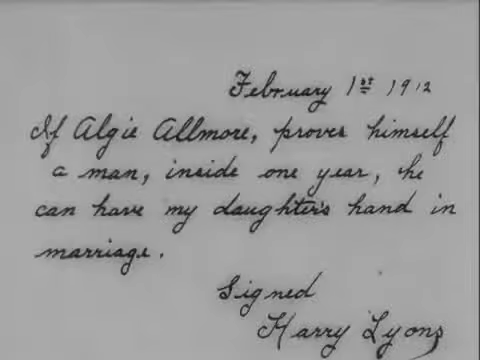 February 1st 1912
If Algie Allmore, proves himself
a man, inside one year, he
can have my daughter's hand in
marriage.
Signed
Harry Lyons